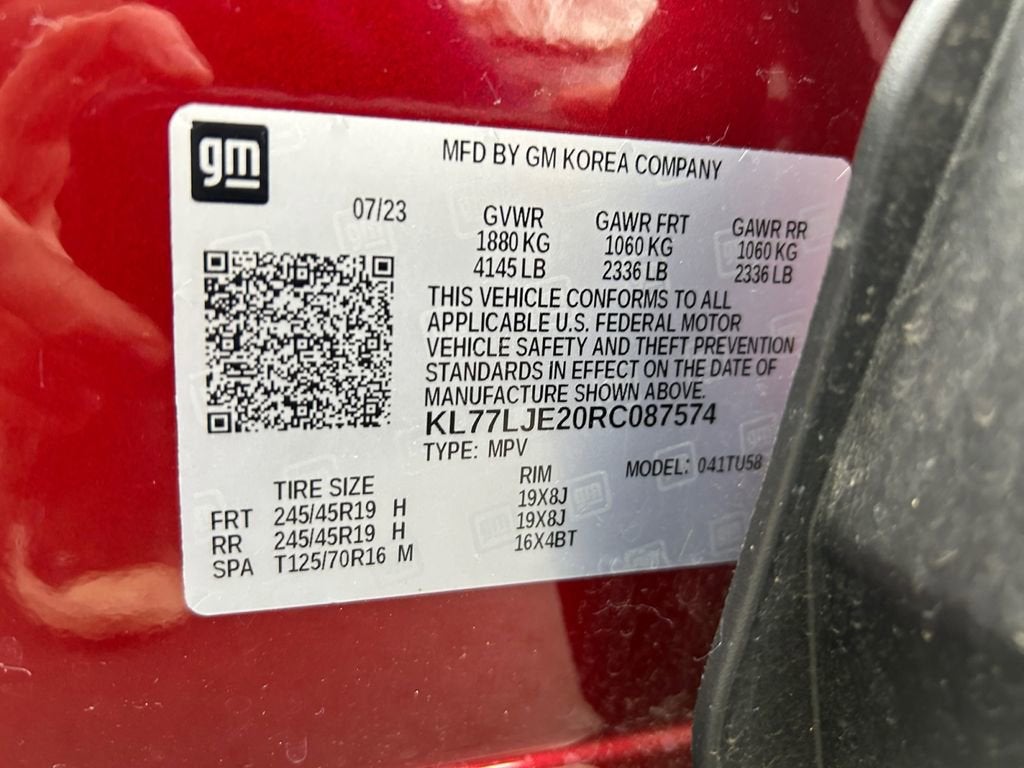 gm
MFD BY GM KOREA COMPANY
07/23
GVWR GAWR FRT GAWR RR
1880 KG 1060 KG 1060 KG
4145 LB 2336 LB 2336 LB
THIS VEHICLE CONFORMS TO ALL
APPLICABLE U.S. FEDERAL MOTOR
VEHICLE SAFETY AND THEFT PREVENTION
STANDARDS IN EFFECT ON THE DATE OF
MANUFACTURE SHOWN ABOVE.
KL77LJE20RC087574
TYPE: MPV MODEL: 041TU58
TIRE SIZE RIM
FRT 245/45R19 H 19X8J
RR 245/45R19 H 19X8J
SPA T125/70R16 M 16X4BT